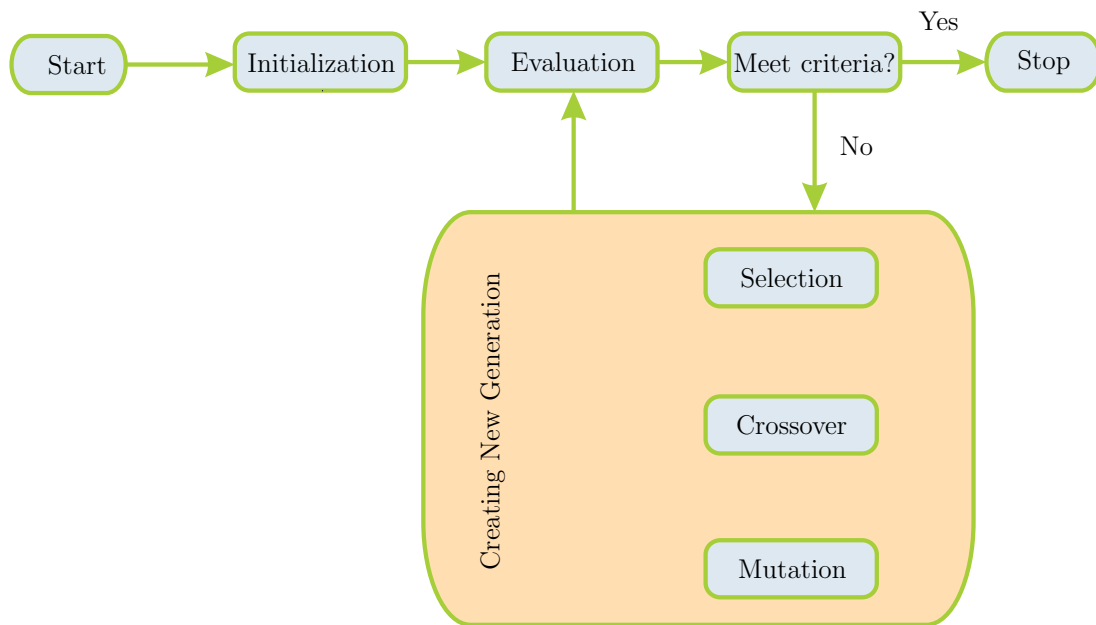 Start
Initialization
Evaluation
Meet criteria?
Yes
Stop
No
Creating New Generation
Selection
Crossover
Mutation